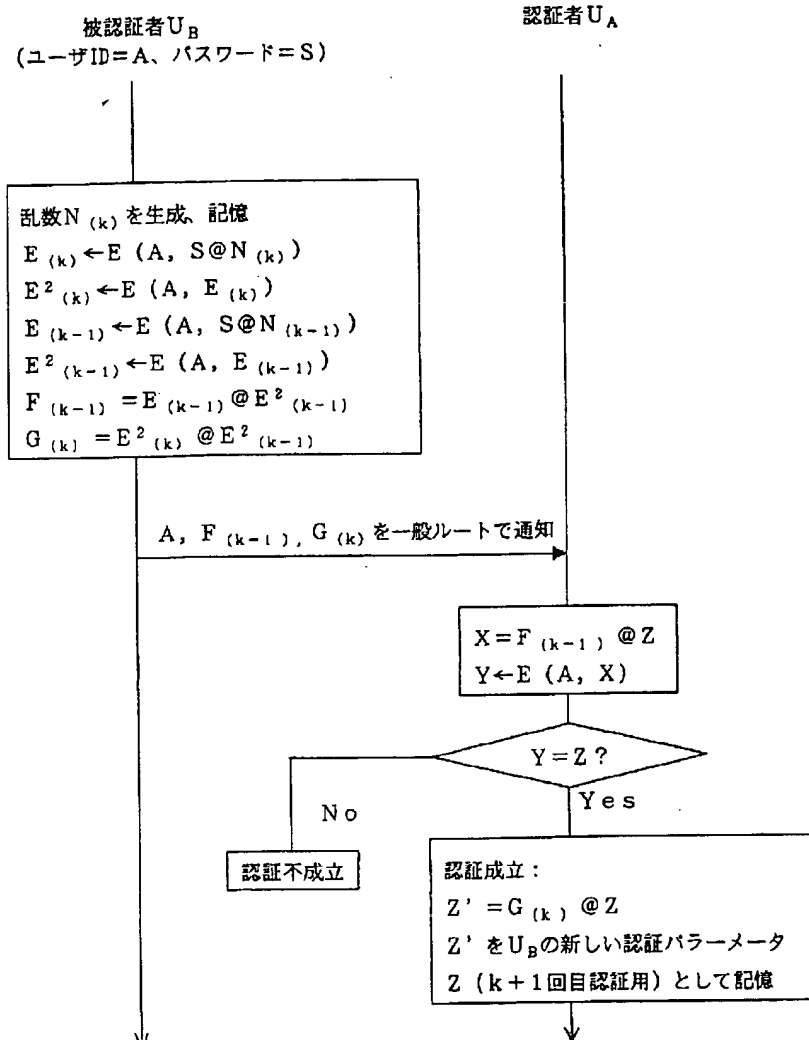 被認証者U_B
(ユーザID=A、パスワード=S)
認証者U_A
乱数N_(k)を生成、記憶
E_(k)←E (A, S@N_(k))
E²_(k)←E (A, E_(k))
E_(k-1)←E (A, S@N_(k-1))
E²_(k-1)←E (A, E_(k-1))
F_(k-1)=E_(k-1)@E²_(k-1)
G_(k)=E²_(k)@E²_(k-1)
A, F_(k-1), G_(k)を一般ルートで通知
X=F_(k-1)@Z
Y←E (A, X)
Y=Z?
No
Yes
認証不成立
認証成立:
Z'=G_(k)@Z
Z'をU_Bの新しい認証パラーメータ
Z (k+1回目認証用)として記憶